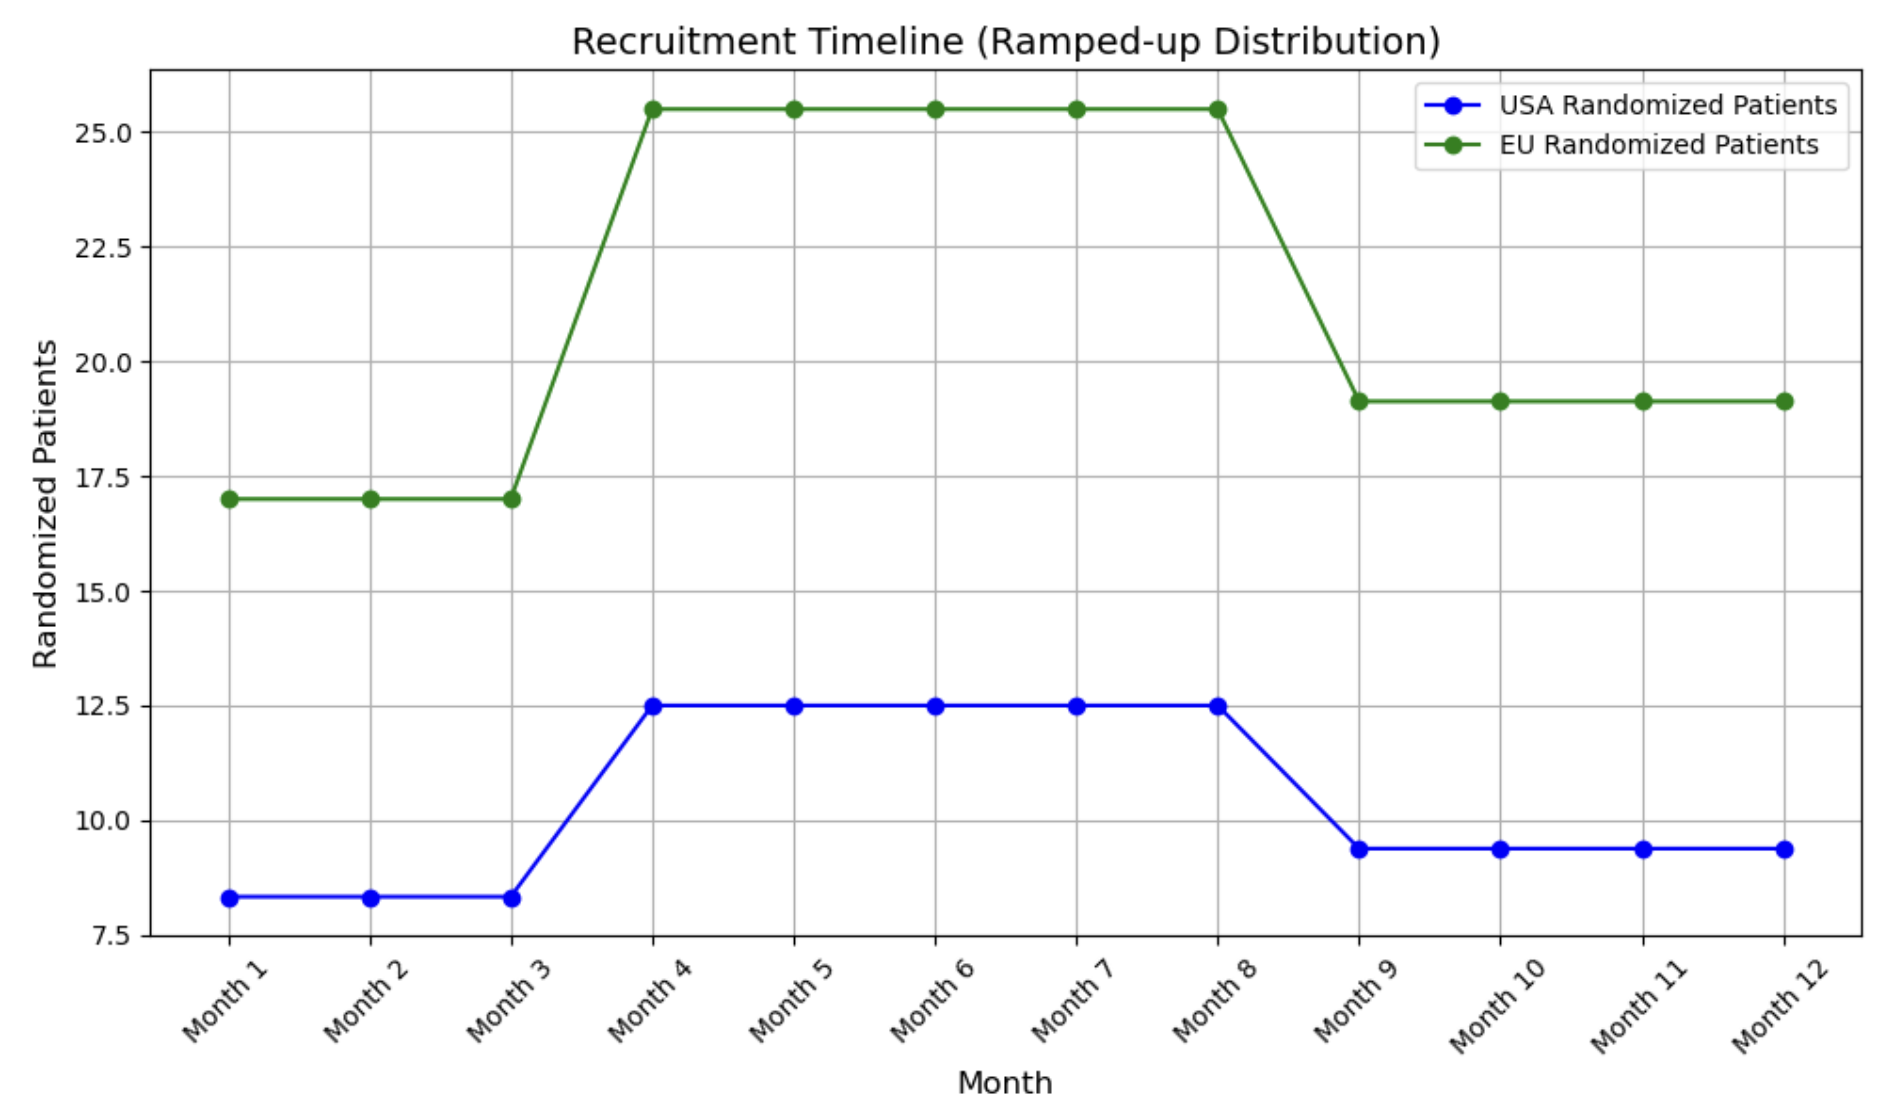 Recruitment Timeline (Ramped-up Distribution)
USA Randomized Patients
EU Randomized Patients
Randomized Patients
25.0
22.5
20.0
17.5
15.0
12.5
10.0
7.5
Month 1
Month 2
Month 3
Month 4
Month 5
Month 6
Month 7
Month 8
Month 9
Month 10
Month 11
Month 12
Month